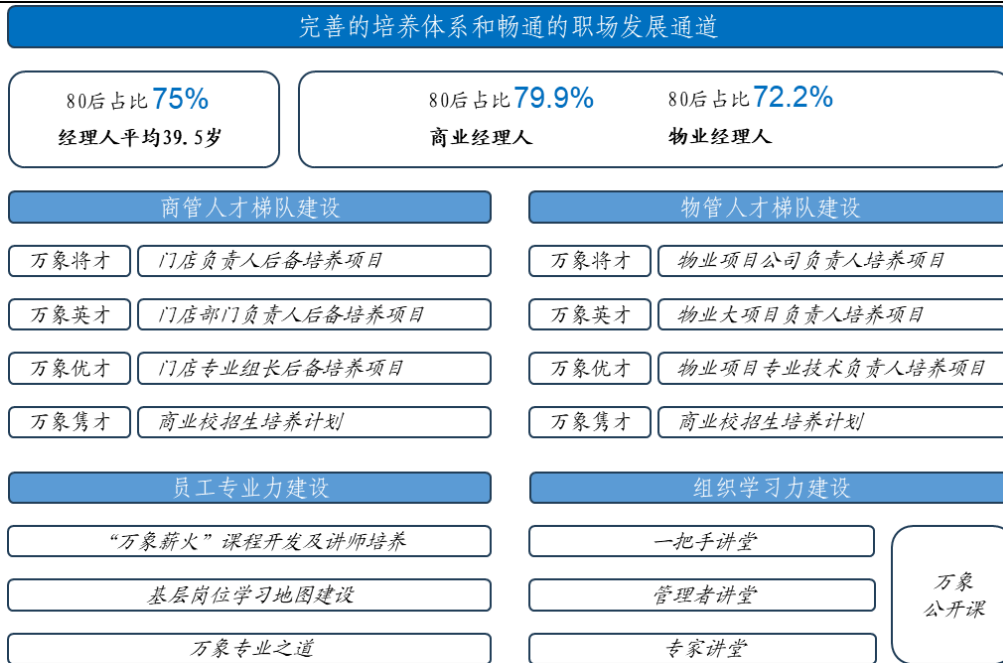 完善的培养体系和畅通的职场发展通道
80后占比75%
经理人平均39.5岁
80后占比79.9%
商业经理人
80后占比72.2%
物业经理人
商管人才梯队建设
万象将才 门店负责人后备培养项目
万象英才 门店部门负责人后备培养项目
万象优才 门店专业组长后备培养项目
万象隽才 商业校招生培养计划
物管人才梯队建设
万象将才 物业项目公司负责人培养项目
万象英才 物业大项目负责人培养项目
万象优才 物业项目专业技术负责人培养项目
万象隽才 商业校招生培养计划
员工专业力建设
“万象薪火”课程开发及讲师培养
基层岗位学习地图建设
万象专业之道
组织学习力建设
一把手讲堂
管理者讲堂
专家讲堂
万象
公开课